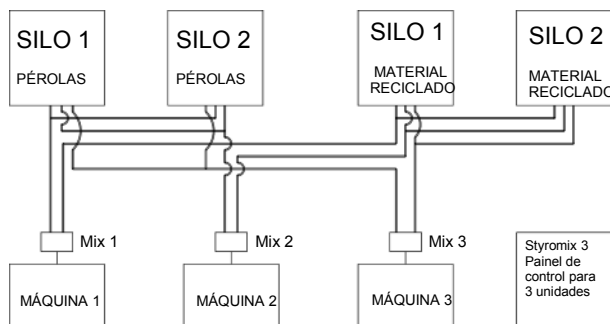 SILO 1
PÉROLAS
SILO 2
PÉROLAS
SILO 1
MATERIAL
RECICLADO
SILO 2
MATERIAL
RECICLADO
Mix 1
Mix 2
Mix 3
MÁQUINA 1
MÁQUINA 2
MÁQUINA 3
Styromix 3
Painel de
control para
3 unidades